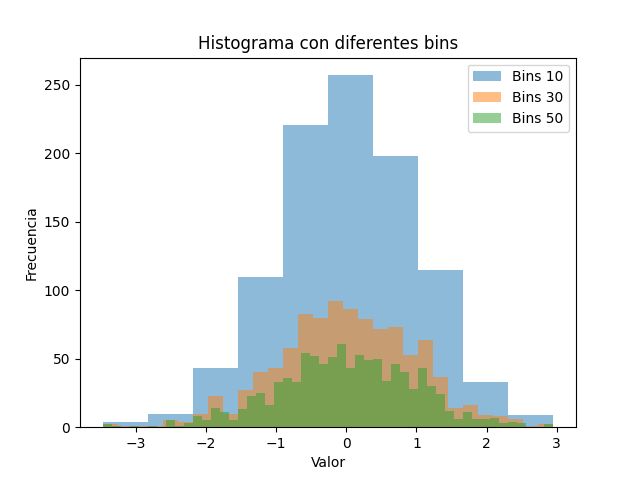 Histograma con diferentes bins
Bins 10
Bins 30
Bins 50
Frecuencia
250
200
150
100
50
0
−3
−2
−1
0
1
2
3
Valor